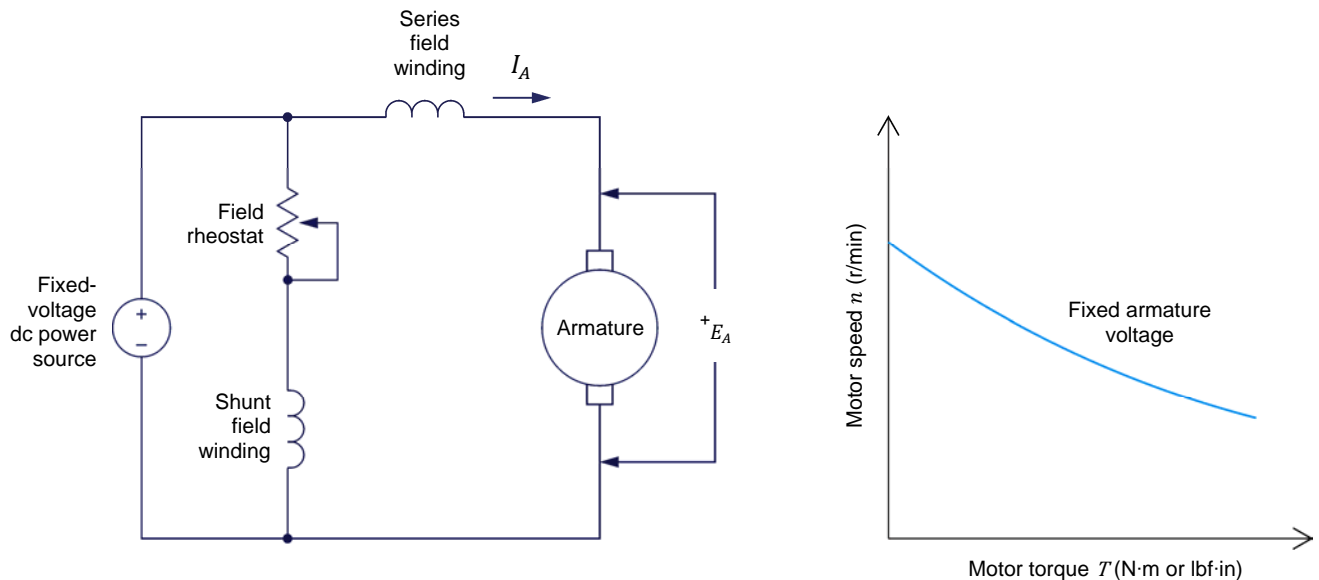 Series
field
winding
I_A
Field
rheostat
Fixed-
voltage
dc power
source
+
−
Armature
+ E_A
Shunt
field
winding
Motor speed n (r/min)
Fixed armature
voltage
Motor torque T (N·m or lbf·in)